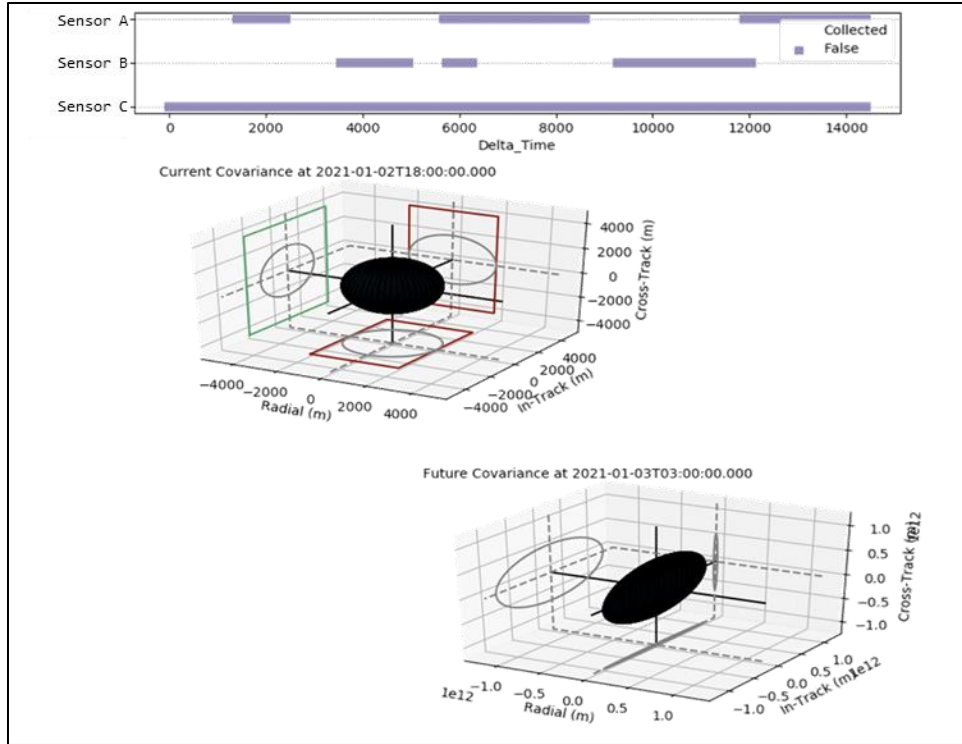 Sensor A
Sensor B
Sensor C
Collected
False
0 2000 4000 6000 8000 10000 12000 14000
Delta_Time
Current Covariance at 2021-01-02T18:00:00.000
4000
2000
0
−2000
−4000
Cross-Track (m)
−4000 −2000 0 2000 4000
Radial (m)
−4000 −2000 0 2000 4000
In-Track (m)
Future Covariance at 2021-01-03T03:00:00.000
1.0
0.5
0.0
−0.5
−1.0
Cross-Track (m)
1e12
1e12
−1.0 −0.5 0.0 0.5 1.0
Radial (m)
−1.0 −0.5 0.0 0.5 1.0
In-Track (m)
1e12